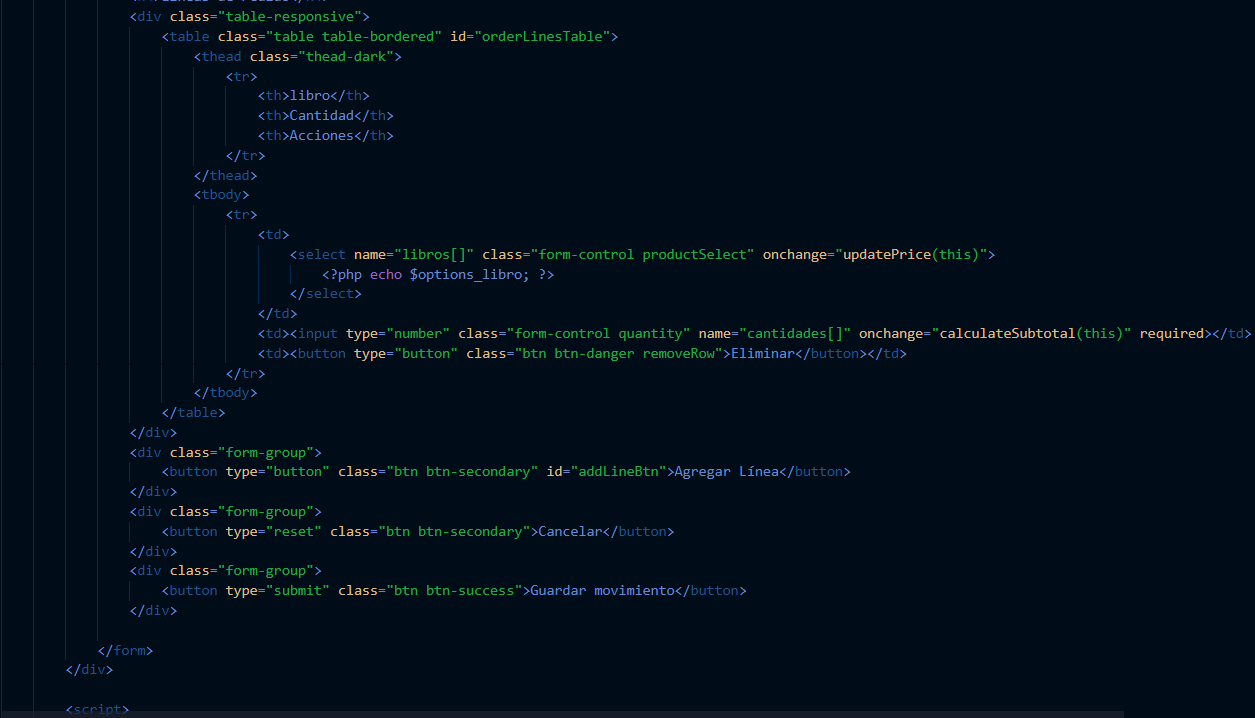 <div class="table-responsive">
<table class="table table-bordered" id="orderLinesTable">
<thead class="thead-dark">
<tr>
<th>libro</th>
<th>Cantidad</th>
<th>Acciones</th>
</tr>
</thead>
<tbody>
<tr>
<td>
<select name="libros[]" class="form-control productSelect" onchange="updatePrice(this)">
<?php echo $options_libro; ?>
</select>
</td>
<td><input type="number" class="form-control quantity" name="cantidades[]" onchange="calculateSubtotal(this)" required></td>
<td><button type="button" class="btn btn-danger removeRow">Eliminar</button></td>
</tr>
</tbody>
</table>
</div>
<div class="form-group">
<button type="button" class="btn btn-secondary" id="addLineBtn">Agregar Línea</button>
</div>
<div class="form-group">
<button type="reset" class="btn btn-secondary">Cancelar</button>
</div>
<div class="form-group">
<button type="submit" class="btn btn-success">Guardar movimiento</button>
</div>
</form>
</div>
<script>